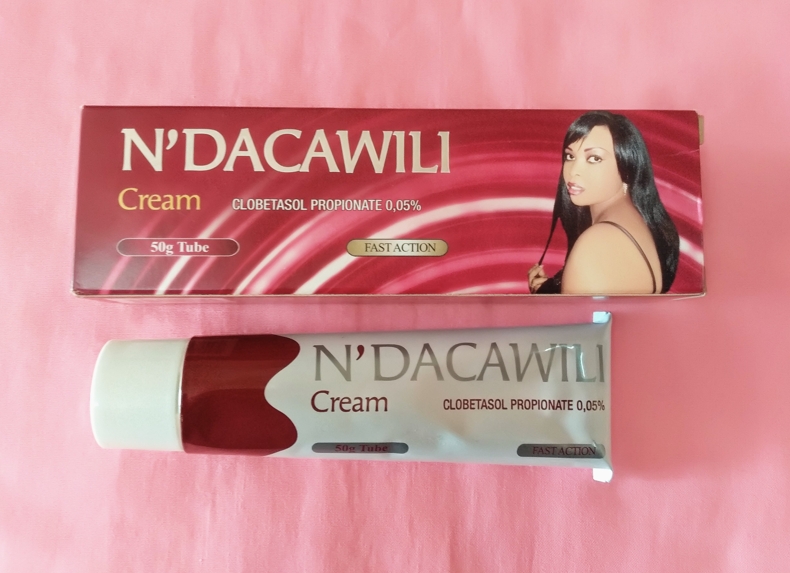 N'DACAWILI
Cream CLOBETASOL PROPIONATE 0,05%
50g Tube FAST ACTION
N'DACAWILI
Cream CLOBETASOL PROPIONATE 0,05%
50g Tube FAST ACTION